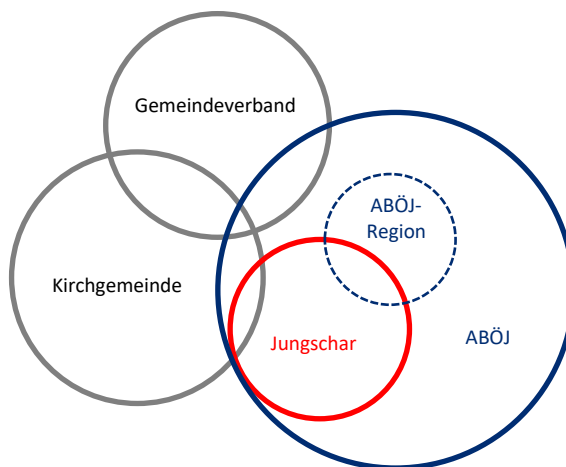 Gemeindeverband
ABÖJ-
Region
Kirchgemeinde
Jungschar
ABÖJ